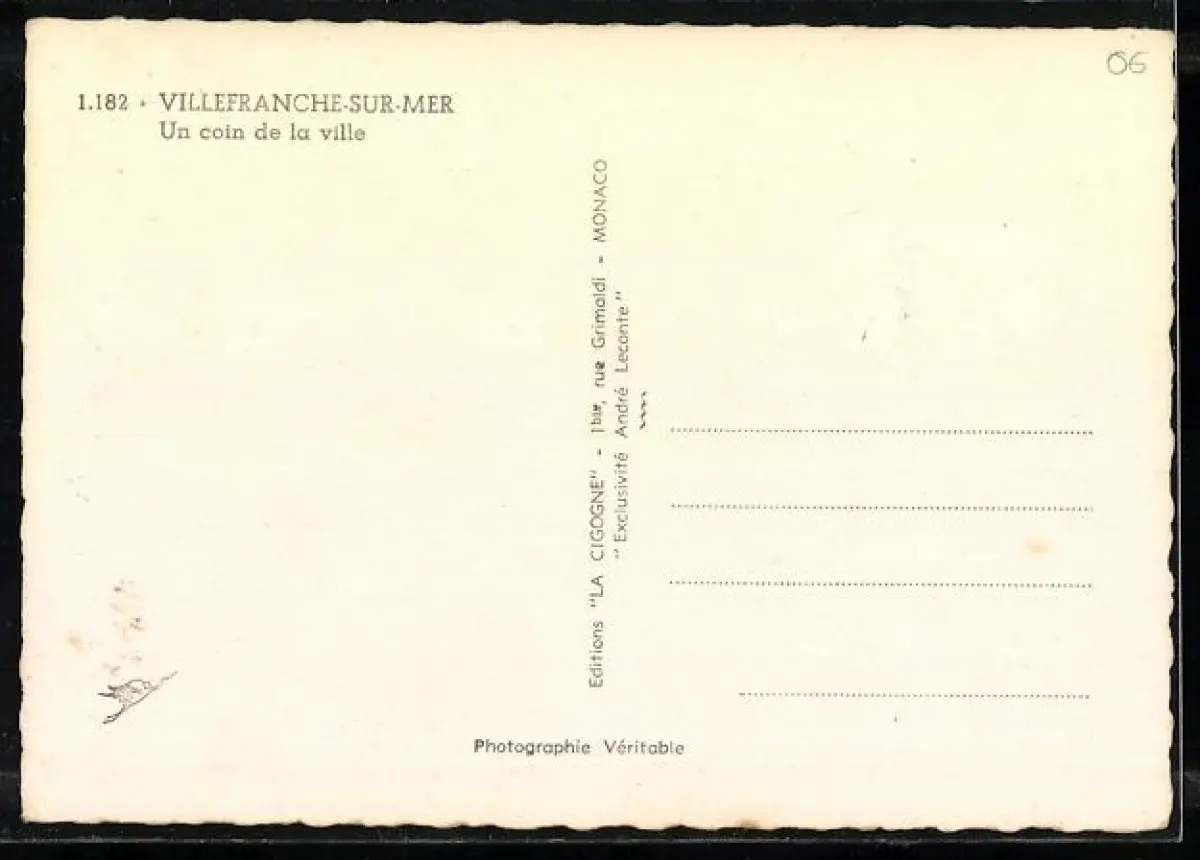 06
1.182 • VILLEFRANCHE-SUR-MER
Un coin de la ville
Editions "LA CIGOGNE" - 1bis, rue Grimaldi - MONACO
"Exclusivité André Leconte"
Photographie Véritable